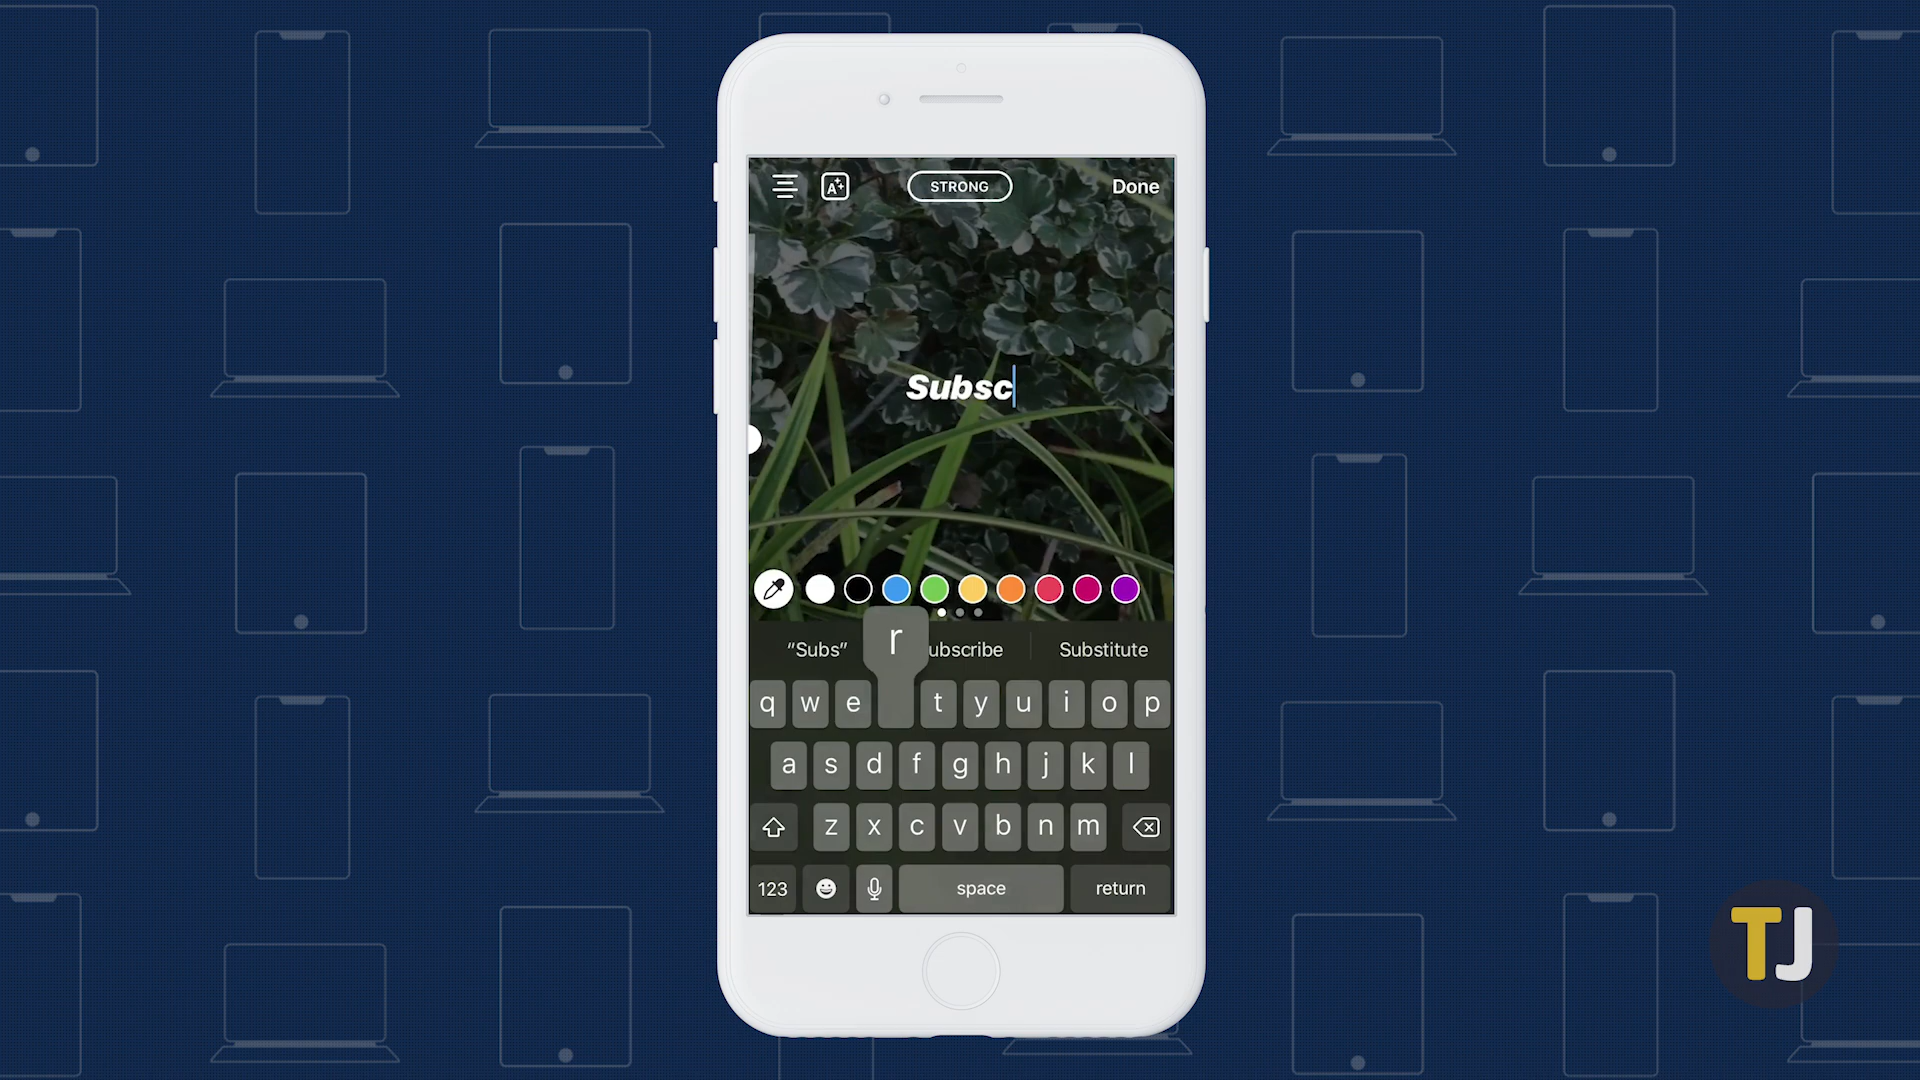 A
STRONG
Done
Subsc
"Subs"
r
ubscribe
Substitute
q w e t y u i o p
a s d f g h j k l
z x c v b n m
123
space
return
TJ